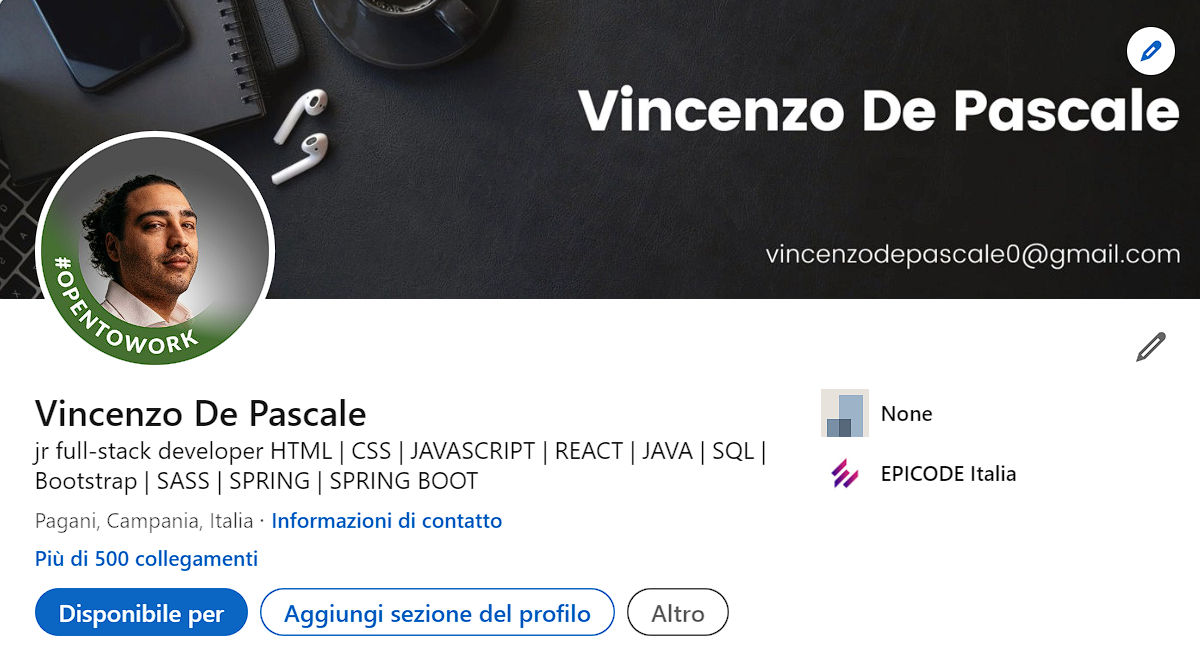 Vincenzo De Pascale
vincenzodepascale0@gmail.com
#OPENTOWORK
Vincenzo De Pascale
jr full-stack developer HTML | CSS | JAVASCRIPT | REACT | JAVA | SQL |
Bootstrap | SASS | SPRING | SPRING BOOT
Pagani, Campania, Italia · Informazioni di contatto
Più di 500 collegamenti
Disponibile per
Aggiungi sezione del profilo
Altro
None
EPICODE Italia